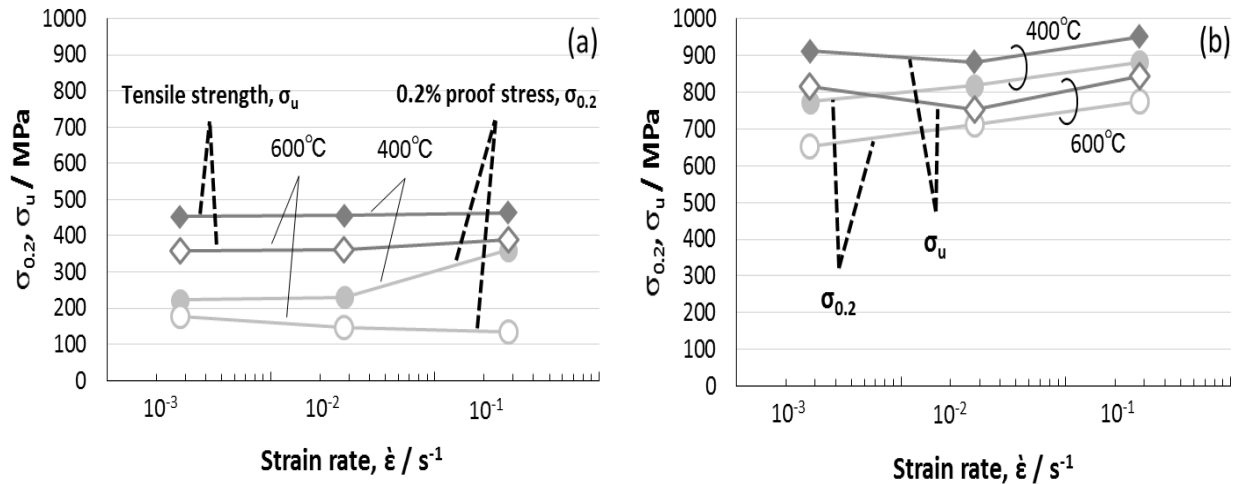 1000
900
800
700
600
500
400
300
200
100
0
σ0.2, σu / MPa
(a)
Tensile strength, σu
0.2% proof stress, σ0.2
600°C
400°C
10-3
10-2
10-1
Strain rate, ε̇ / s-1
1000
900
800
700
600
500
400
300
200
100
0
σ0.2, σu / MPa
(b)
400°C
600°C
σu
σ0.2
10-3
10-2
10-1
Strain rate, ε̇ / s-1